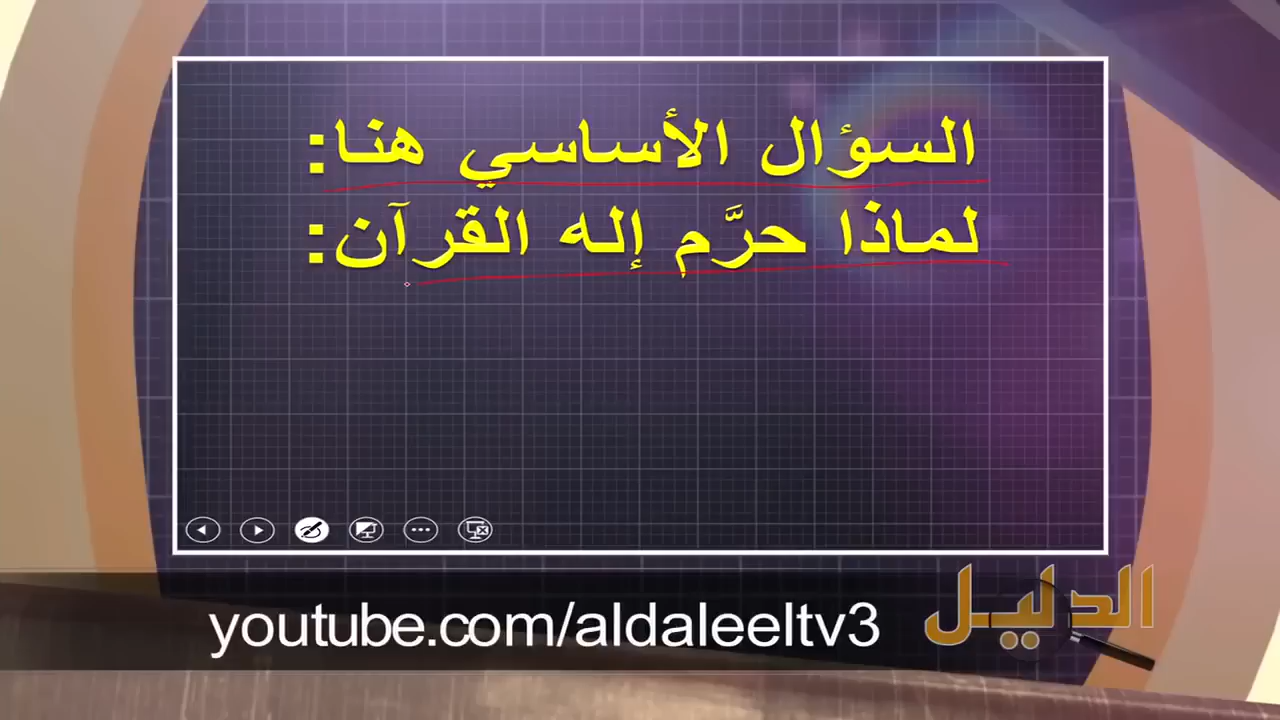 السؤال الأساسي هنا:
لماذا حرَّم إله القرآن:
youtube.com/aldaleeltv3
الدليل